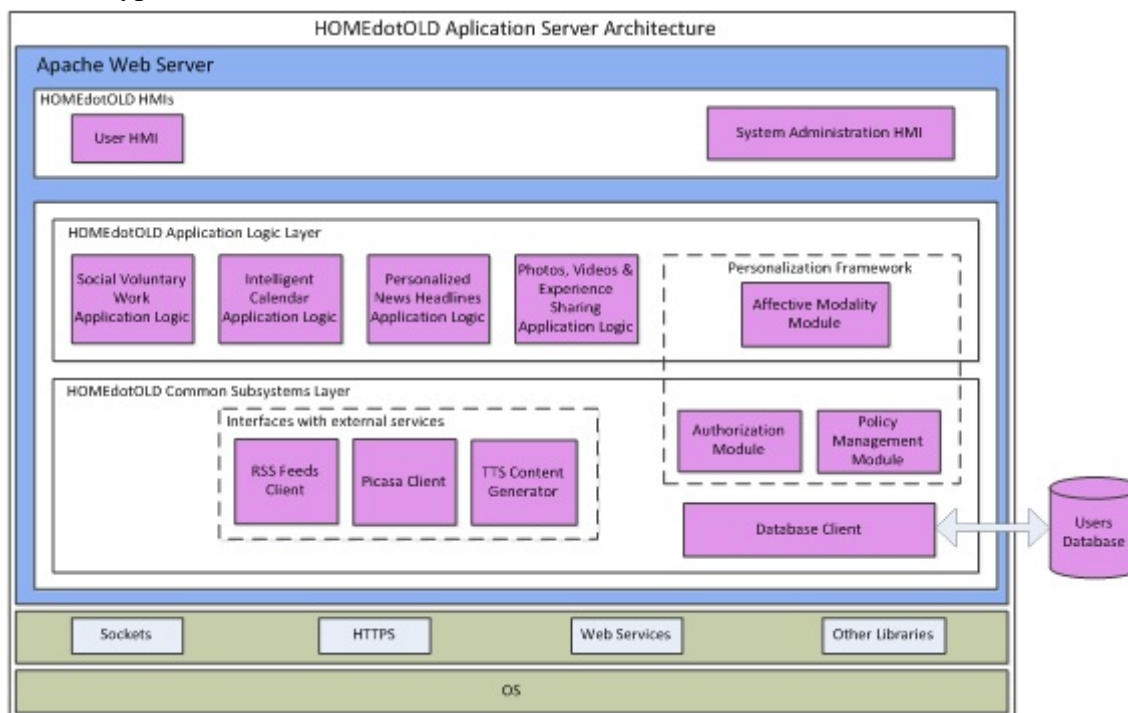 HOMEdotOLD Aplication Server Architecture
Apache Web Server
HOMEdotOLD HMIs
User HMI
System Administration HMI
HOMEdotOLD Application Logic Layer
Social Voluntary
Work
Application Logic
Intelligent
Calendar
Application Logic
Personalized
News Headlines
Application Logic
Photos, Videos &
Experience
Sharing
Application Logic
Personalization Framework
Affective Modality
Module
HOMEdotOLD Common Subsystems Layer
Interfaces with external services
RSS Feeds
Client
Picasa Client
TTS Content
Generator
Authorization
Module
Policy
Management
Module
Database Client
Users
Database
Sockets
HTTPS
Web Services
Other Libraries
OS